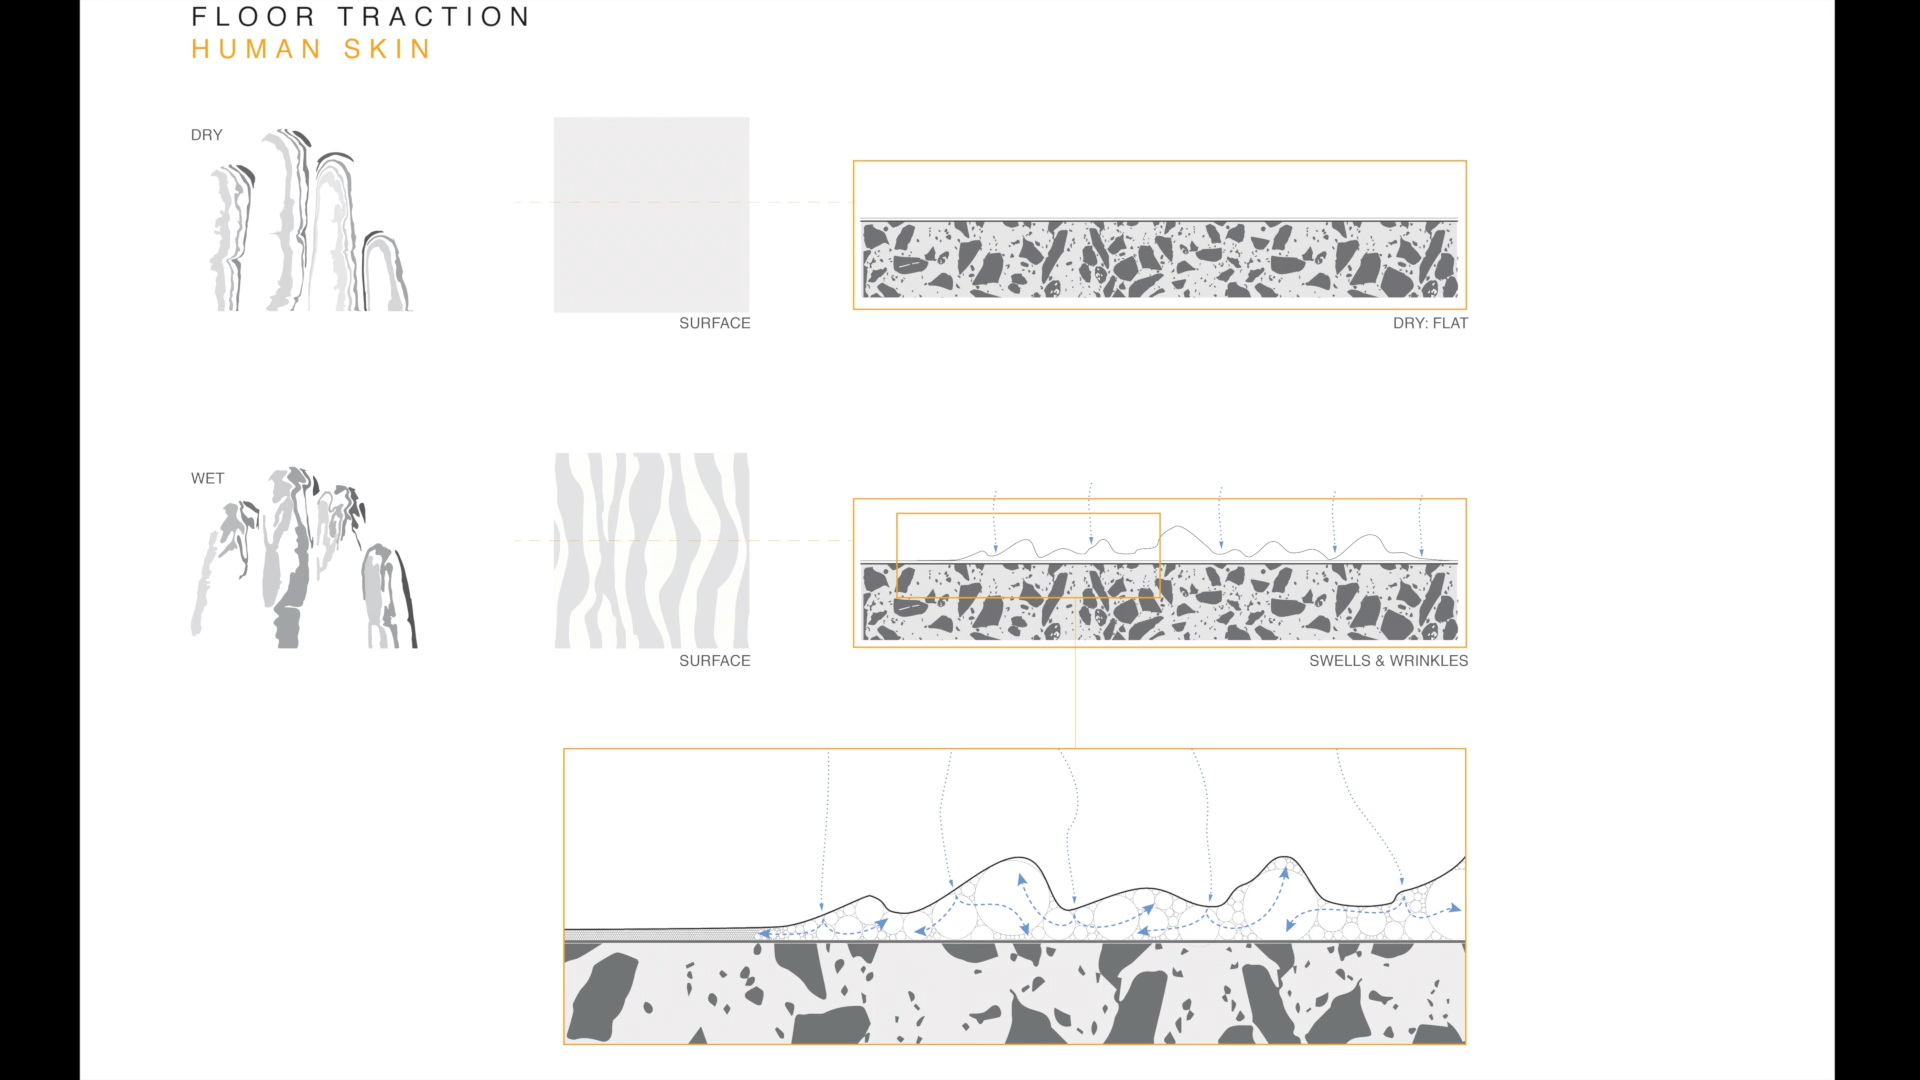 FLOOR TRACTION
HUMAN SKIN
DRY
SURFACE
DRY: FLAT
WET
SURFACE
SWELLS & WRINKLES